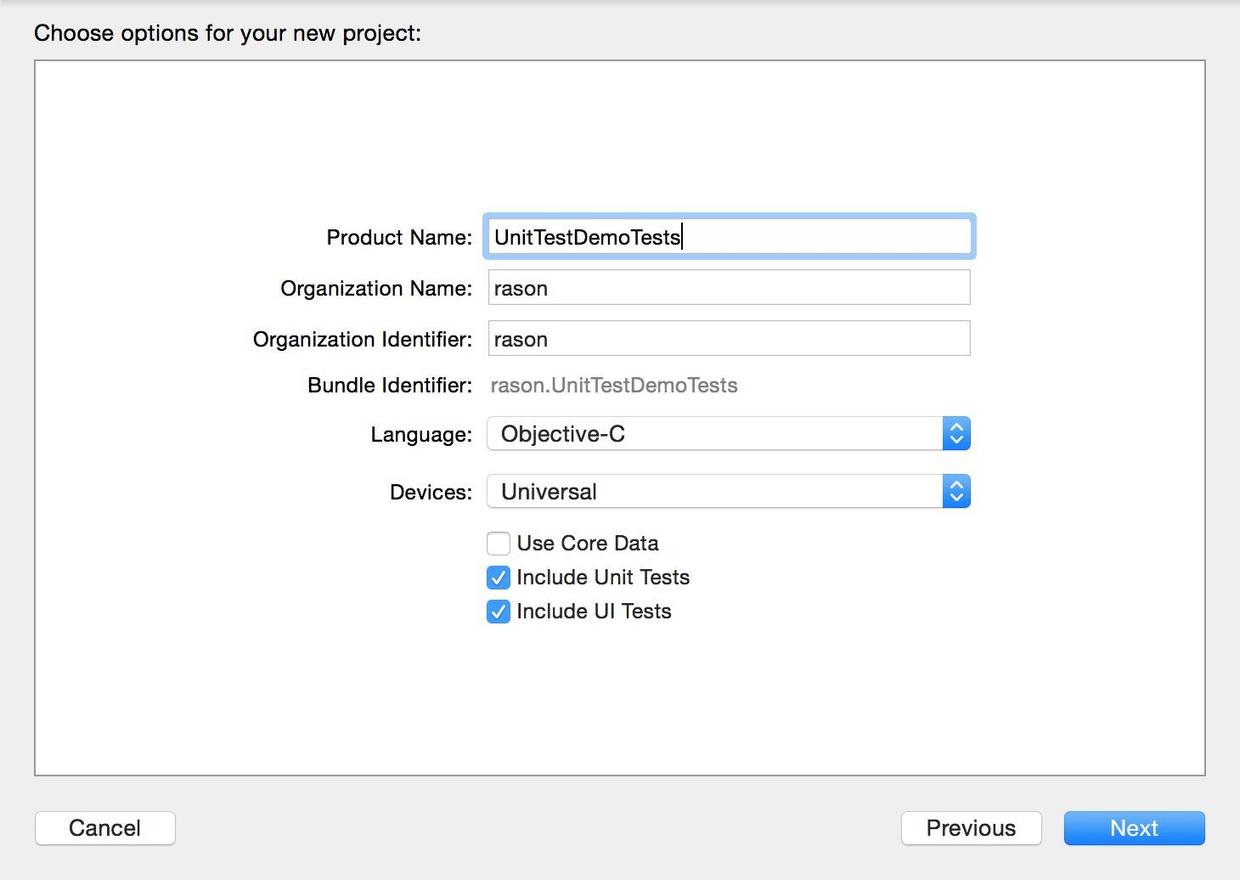 Choose options for your new project:
Product Name: UnitTestDemoTests
Organization Name: rason
Organization Identifier: rason
Bundle Identifier: rason.UnitTestDemoTests
Language: Objective-C
Devices: Universal
Use Core Data
Include Unit Tests
Include UI Tests
Cancel Previous Next